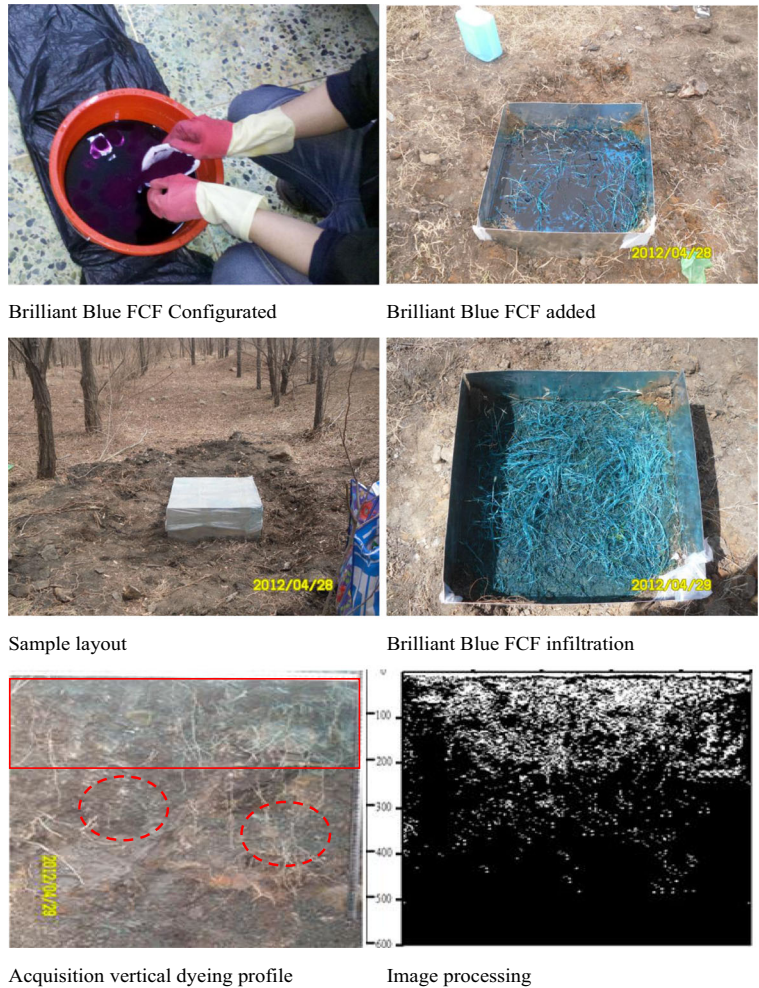 2012/04/28
Brilliant Blue FCF Configurated
Brilliant Blue FCF added
2012/04/28
2012/04/29
Sample layout
Brilliant Blue FCF infiltration
2012/04/29
0
100
200
300
400
500
600
Acquisition vertical dyeing profile
Image processing